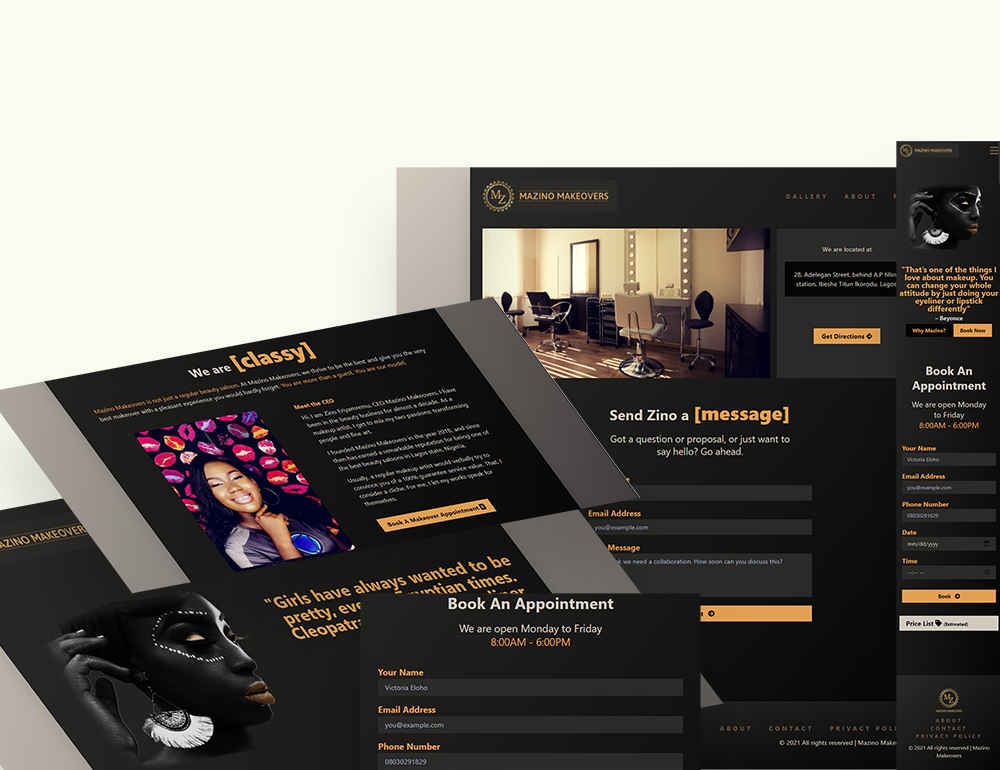 We are [classy]
Mazino Makeovers is not just a regular beauty saloon. At Mazino Makeovers, we thrive to be the best and give you the very
best makeover with a pleasant experience you would hardly forget. You are more than a guest. You are our model.
Meet the CEO
Hi, I am Zino Eriyamremu, CEO Mazino Makeovers. I have
been in the beauty business for almost a decade. As a
makeup artist, I get to mix my two passions; transforming
people and fine art.
I founded Mazino Makeovers in the year 2016, and since
then has earned a remarkable reputation for being one of
the best beauty saloons in Lagos state, Nigeria.
Usually, a regular makeup artist would verbally try to
convince you of a 100% guarantee service value. That, I
consider a cliche. For me, I let my works speak for
themselves.
Book A Makeover Appointment
AZINO MAKEOVERS
"Girls have always wanted to be
pretty, even Egyptian times.
Cleopatra liner
Book An Appointment
We are open Monday to Friday
8:00AM - 6:00PM
Your Name
Victoria Eloho
Email Address
you@example.com
Phone Number
08030291829
MZ
MAZINO MAKEOVERS
GALLERY ABOUT
We are located at
28, Adelegan Street, behind A.P filin
station, Ibeshe Titun Ikorodu, Lagos
Get Directions
Send Zino a [message]
Got a question or proposal, or just want to
say hello? Go ahead.
Email Address
you@example.com
Message
we need a collaboration. How soon can you discuss this?
ABOUT CONTACT PRIVACY POLI
© 2021 All rights reserved | Mazino Make
MZ
MAZINO MAKEOVERS
"That's one of the things I
love about makeup. You
can change your whole
attitude by just doing your
eyeliner or lipstick
differently"
– Beyonce
Why Mazino? Book Now
Book An
Appointment
We are open Monday
to Friday
8:00AM - 6:00PM
Your Name
Victoria Eloho
Email Address
you@example.com
Phone Number
08030291829
Date
mm/dd/yyyy
Time
--:-- --
Book
Price List (Estimated)
MZ
MAZINO MAKEOVERS
ABOUT
CONTACT
PRIVACY POLICY
© 2021 All rights reserved | Mazino
Makeovers